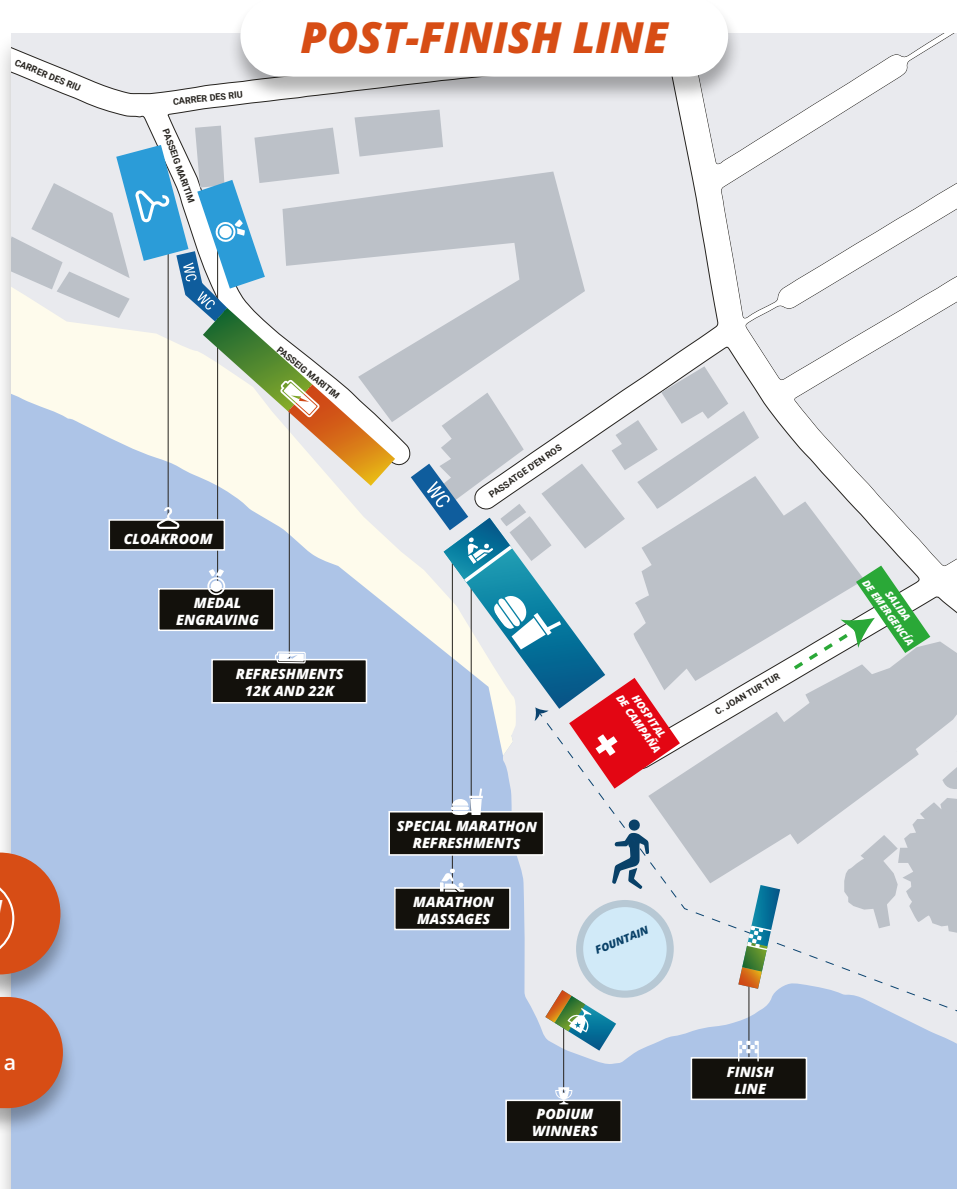 POST-FINISH LINE
CARRER DES RIU
CARRER DES RIU
PASSEIG MARITIM
WC
WC
PASSEIG MARITIM
WC
PASSATGE D'EN ROS
CLOAKROOM
MEDAL
ENGRAVING
SALIDA
DE EMERGENCÍA
REFRESHMENTS
12K AND 22K
C. JOAN TUR TUR
HOSPITAL
DE CAMPAÑA
SPECIAL MARATHON
REFRESHMENTS
MARATHON
MASSAGES
FOUNTAIN
a
FINISH
LINE
PODIUM
WINNERS